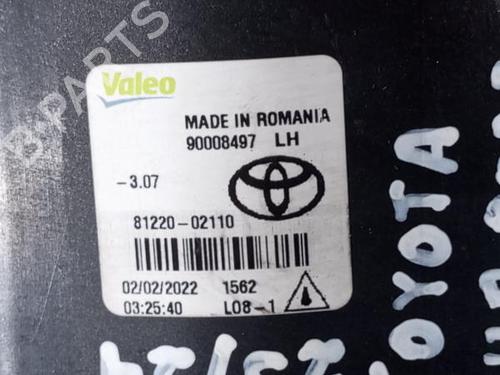 Valeo
MADE IN ROMANIA
90008497 LH
-3.07
81220-02110
02/02/2022 1562
03:25:40 L08-1
TOYOTA
PARTS